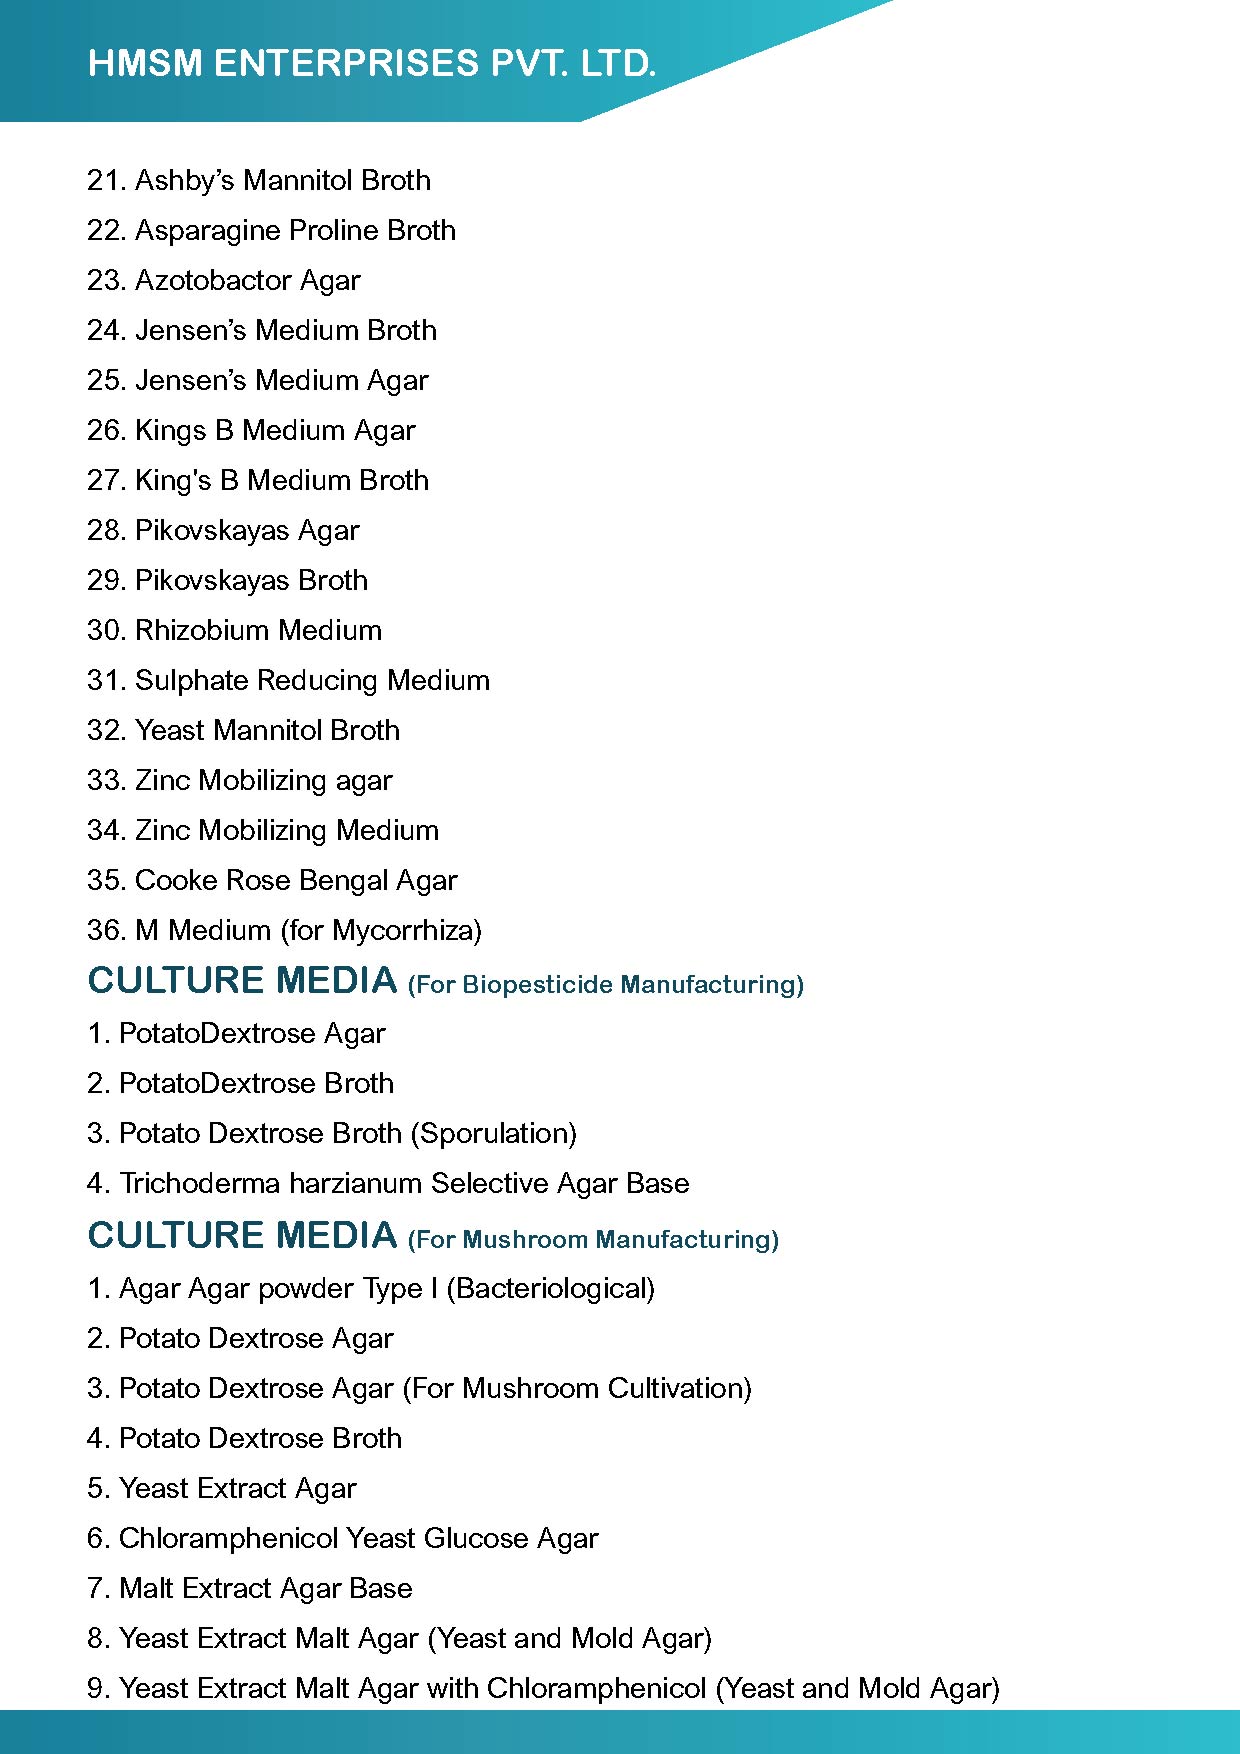 HMSM ENTERPRISES PVT. LTD.
21. Ashby’s Mannitol Broth
22. Asparagine Proline Broth
23. Azotobactor Agar
24. Jensen’s Medium Broth
25. Jensen’s Medium Agar
26. Kings B Medium Agar
27. King's B Medium Broth
28. Pikovskayas Agar
29. Pikovskayas Broth
30. Rhizobium Medium
31. Sulphate Reducing Medium
32. Yeast Mannitol Broth
33. Zinc Mobilizing agar
34. Zinc Mobilizing Medium
35. Cooke Rose Bengal Agar
36. M Medium (for Mycorrhiza)
CULTURE MEDIA (For Biopesticide Manufacturing)
1. PotatoDextrose Agar
2. PotatoDextrose Broth
3. Potato Dextrose Broth (Sporulation)
4. Trichoderma harzianum Selective Agar Base
CULTURE MEDIA (For Mushroom Manufacturing)
1. Agar Agar powder Type I (Bacteriological)
2. Potato Dextrose Agar
3. Potato Dextrose Agar (For Mushroom Cultivation)
4. Potato Dextrose Broth
5. Yeast Extract Agar
6. Chloramphenicol Yeast Glucose Agar
7. Malt Extract Agar Base
8. Yeast Extract Malt Agar (Yeast and Mold Agar)
9. Yeast Extract Malt Agar with Chloramphenicol (Yeast and Mold Agar)